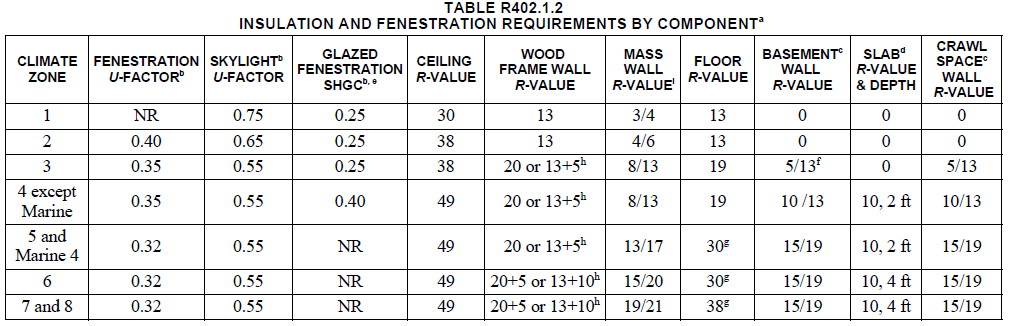 TABLE R402.1.2
INSULATION AND FENESTRATION REQUIREMENTS BY COMPONENTᵃ
CLIMATE ZONE | FENESTRATION U-FACTORᵇ | SKYLIGHTᵇ U-FACTOR | GLAZED FENESTRATION SHGCᵇ, ᵉ | CEILING R-VALUE | WOOD FRAME WALL R-VALUE | MASS WALL R-VALUEⁱ | FLOOR R-VALUE | BASEMENTᶜ WALL R-VALUE | SLABᵈ R-VALUE & DEPTH | CRAWL SPACEᶜ WALL R-VALUE
1 | NR | 0.75 | 0.25 | 30 | 13 | 3/4 | 13 | 0 | 0 | 0
2 | 0.40 | 0.65 | 0.25 | 38 | 13 | 4/6 | 13 | 0 | 0 | 0
3 | 0.35 | 0.55 | 0.25 | 38 | 20 or 13+5ʰ | 8/13 | 19 | 5/13ᶠ | 0 | 5/13
4 except Marine | 0.35 | 0.55 | 0.40 | 49 | 20 or 13+5ʰ | 8/13 | 19 | 10 /13 | 10, 2 ft | 10/13
5 and Marine 4 | 0.32 | 0.55 | NR | 49 | 20 or 13+5ʰ | 13/17 | 30ᵍ | 15/19 | 10, 2 ft | 15/19
6 | 0.32 | 0.55 | NR | 49 | 20+5 or 13+10ʰ | 15/20 | 30ᵍ | 15/19 | 10, 4 ft | 15/19
7 and 8 | 0.32 | 0.55 | NR | 49 | 20+5 or 13+10ʰ | 19/21 | 38ᵍ | 15/19 | 10, 4 ft | 15/19